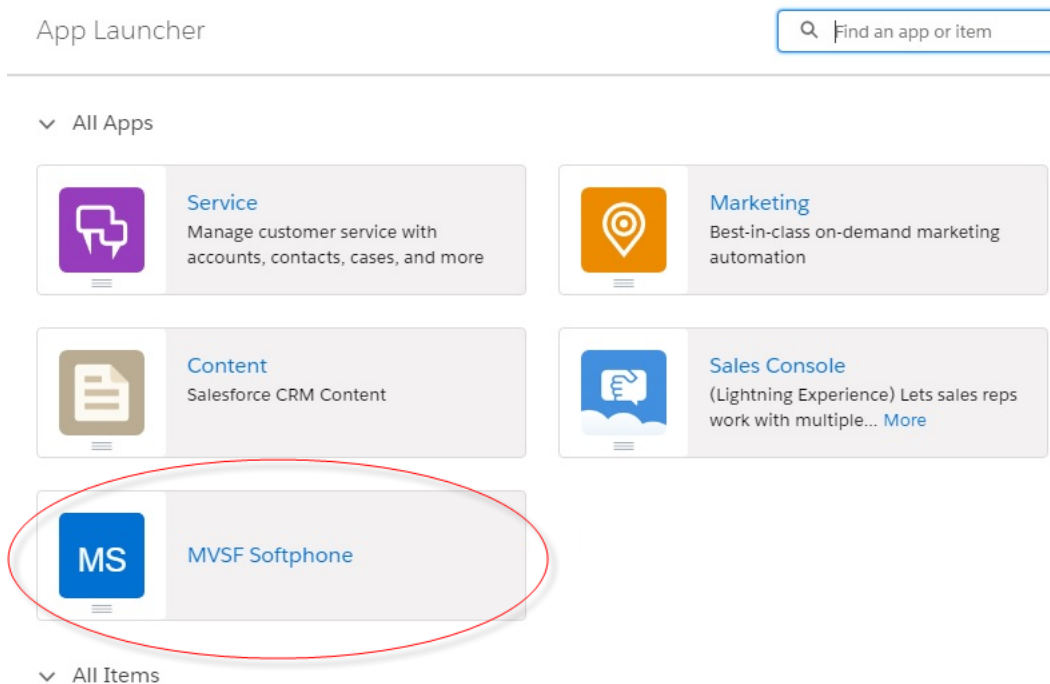 App Launcher
Find an app or item
All Apps
Service
Manage customer service with
accounts, contacts, cases, and more
Marketing
Best-in-class on-demand marketing
automation
Content
Salesforce CRM Content
Sales Console
(Lightning Experience) Lets sales reps
work with multiple... More
MS
MVSF Softphone
All Items